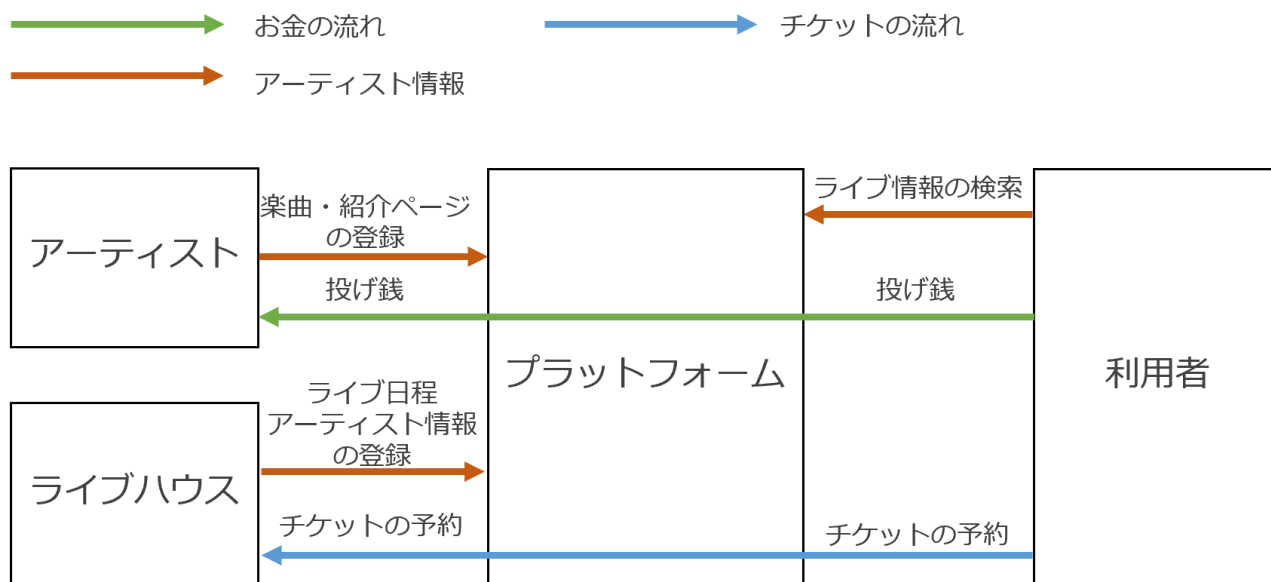 お金の流れ
チケットの流れ
アーティスト情報
アーティスト
楽曲・紹介ページ
の登録
投げ銭
ライブ情報の検索
投げ銭
プラットフォーム
利用者
ライブハウス
ライブ日程
アーティスト情報
の登録
チケットの予約
チケットの予約